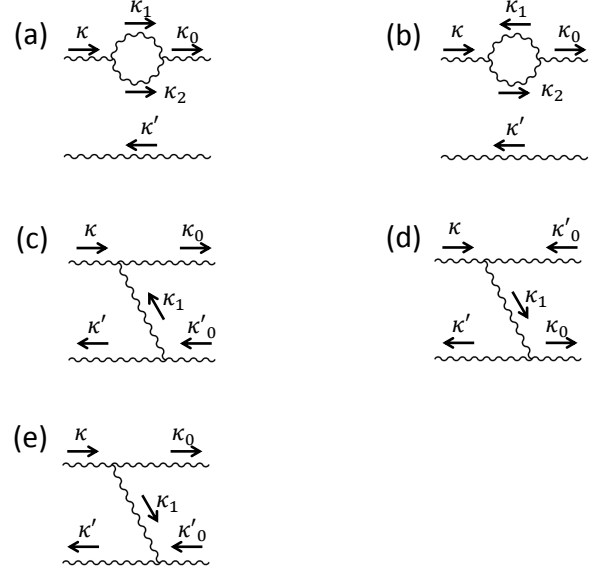 (a) κ κ₁ κ₀
κ₂
κ′
(b) κ κ₁ κ₀
κ₂
κ′
(c) κ κ₀
κ₁
κ′ κ′₀
(d) κ κ′₀
κ₁
κ′ κ₀
(e) κ κ₀
κ₁
κ′ κ′₀